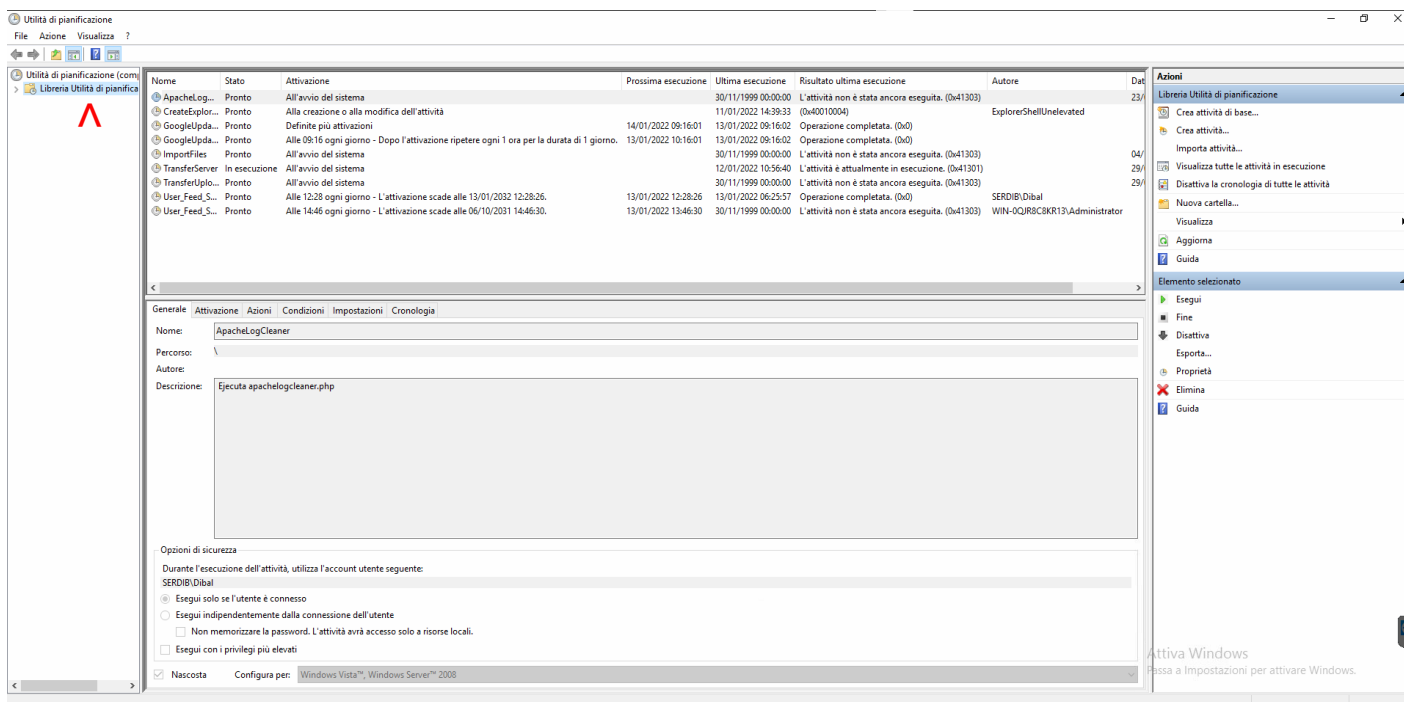 Utilità di pianificazione
File Azione Visualizza ?
Utilità di pianificazione (comp
Libreria Utilità di pianifica
Nome Stato Attivazione Prossima esecuzione Ultima esecuzione Risultato ultima esecuzione Autore Dat
ApacheLog... Pronto All'avvio del sistema 30/11/1999 00:00:00 L'attività non è stata ancora eseguita. (0x41303) 23/
CreateExplor... Pronto Alla creazione o alla modifica dell'attività 11/01/2022 14:39:33 (0x40010004) ExplorerShellUnelevated
GoogleUpda... Pronto Definite più attivazioni 14/01/2022 09:16:01 13/01/2022 09:16:02 Operazione completata. (0x0)
GoogleUpda... Pronto Alle 09:16 ogni giorno - Dopo l'attivazione ripetere ogni 1 ora per la durata di 1 giorno. 13/01/2022 10:16:01 13/01/2022 09:16:02 Operazione completata. (0x0)
ImportFiles Pronto All'avvio del sistema 30/11/1999 00:00:00 L'attività non è stata ancora eseguita. (0x41303) 04/
TransferServer In esecuzione All'avvio del sistema 12/01/2022 10:56:40 L'attività è attualmente in esecuzione. (0x41301) 29/
TransferUplo... Pronto All'avvio del sistema 30/11/1999 00:00:00 L'attività non è stata ancora eseguita. (0x41303) 29/
User_Feed_S... Pronto Alle 12:28 ogni giorno - L'attivazione scade alle 13/01/2032 12:28:26. 13/01/2022 12:28:26 13/01/2022 06:25:57 Operazione completata. (0x0) SERDIB\Dibal
User_Feed_S... Pronto Alle 14:46 ogni giorno - L'attivazione scade alle 06/10/2031 14:46:30. 13/01/2022 13:46:30 30/11/1999 00:00:00 L'attività non è stata ancora eseguita. (0x41303) WIN-0QJR8C8KR13\Administrator
Generale Attivazione Azioni Condizioni Impostazioni Cronologia
Nome: ApacheLogCleaner
Percorso: \
Autore:
Descrizione: Ejecuta apachelogcleaner.php
Opzioni di sicurezza
Durante l'esecuzione dell'attività, utilizza l'account utente seguente:
SERDIB\Dibal
Esegui solo se l'utente è connesso
Esegui indipendentemente dalla connessione dell'utente
Non memorizzare la password. L'attività avrà accesso solo a risorse locali.
Esegui con i privilegi più elevati
Nascosta Configura per: Windows Vista™, Windows Server™ 2008
Azioni
Libreria Utilità di pianificazione
Crea attività di base...
Crea attività...
Importa attività...
Visualizza tutte le attività in esecuzione
Disattiva la cronologia di tutte le attività
Nuova cartella...
Visualizza
Aggiorna
Guida
Elemento selezionato
Esegui
Fine
Disattiva
Esporta...
Proprietà
Elimina
Guida
Attiva Windows
Passa a Impostazioni per attivare Windows.